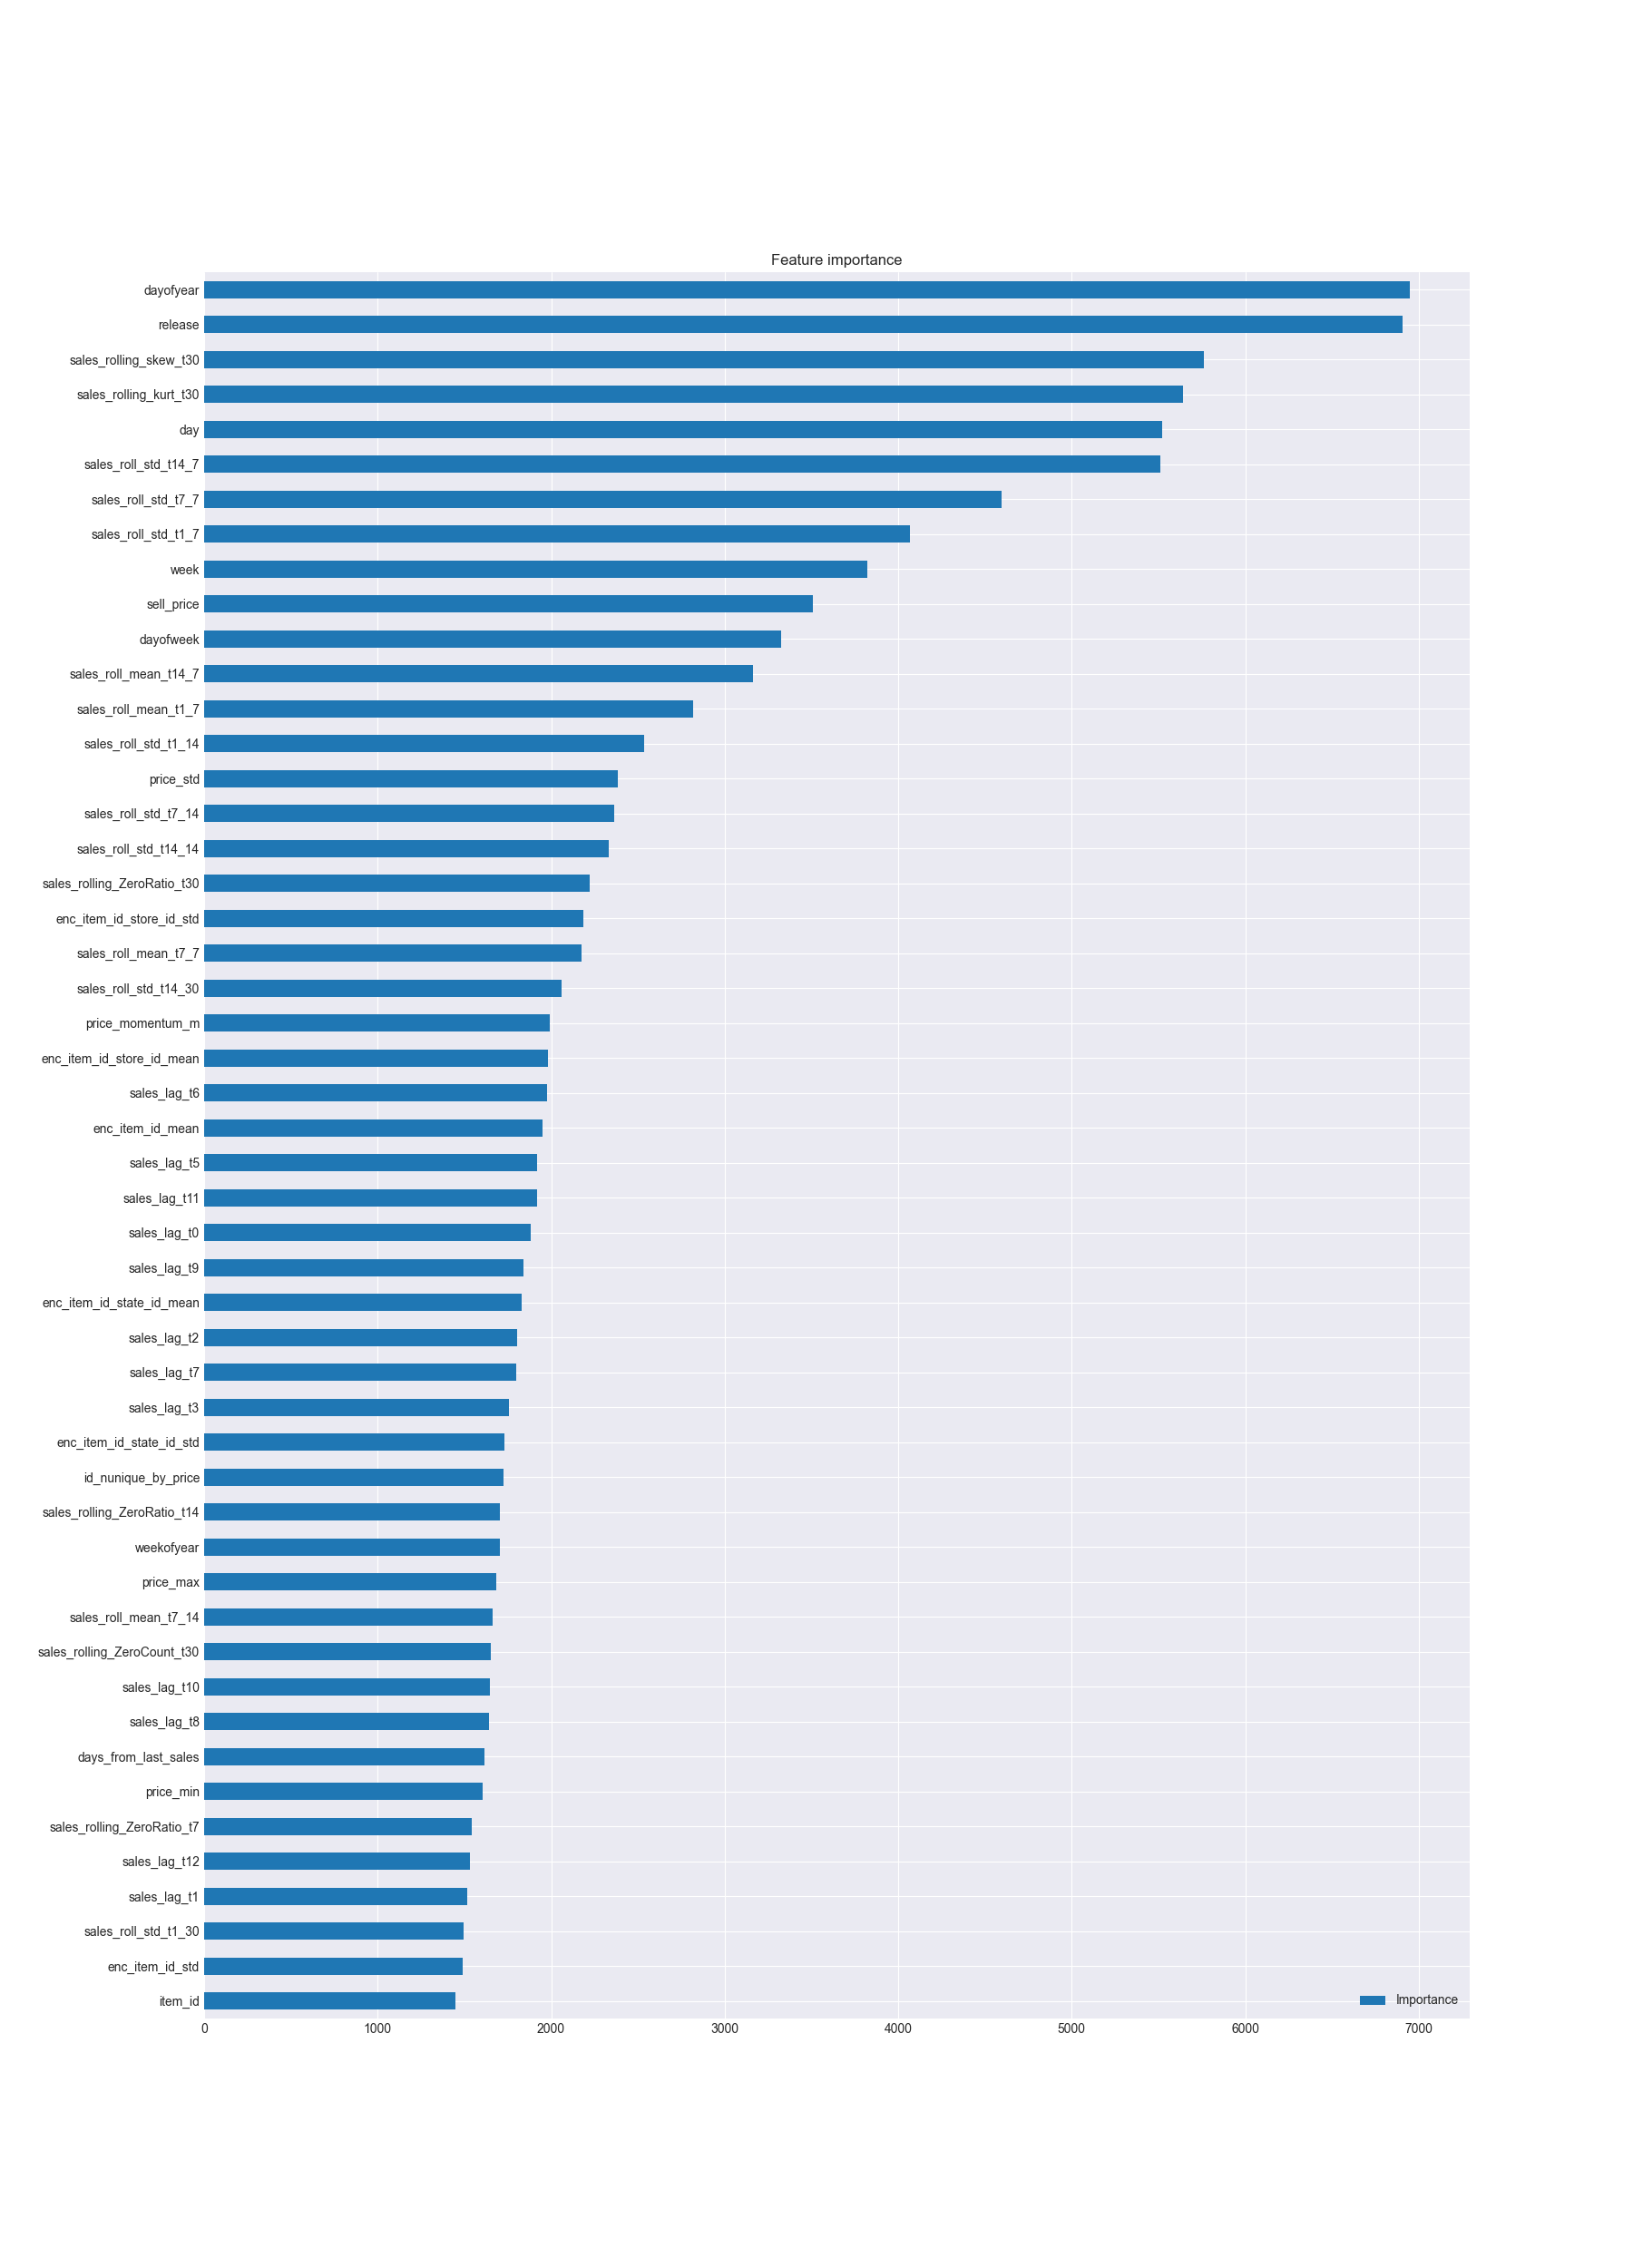 Feature importance
dayofyear
release
sales_rolling_skew_t30
sales_rolling_kurt_t30
day
sales_roll_std_t14_7
sales_roll_std_t7_7
sales_roll_std_t1_7
week
sell_price
dayofweek
sales_roll_mean_t14_7
sales_roll_mean_t1_7
sales_roll_std_t1_14
price_std
sales_roll_std_t7_14
sales_roll_std_t14_14
sales_rolling_ZeroRatio_t30
enc_item_id_store_id_std
sales_roll_mean_t7_7
sales_roll_std_t14_30
price_momentum_m
enc_item_id_store_id_mean
sales_lag_t6
enc_item_id_mean
sales_lag_t5
sales_lag_t11
sales_lag_t0
sales_lag_t9
enc_item_id_state_id_mean
sales_lag_t2
sales_lag_t7
sales_lag_t3
enc_item_id_state_id_std
id_nunique_by_price
sales_rolling_ZeroRatio_t14
weekofyear
price_max
sales_roll_mean_t7_14
sales_rolling_ZeroCount_t30
sales_lag_t10
sales_lag_t8
days_from_last_sales
price_min
sales_rolling_ZeroRatio_t7
sales_lag_t12
sales_lag_t1
sales_roll_std_t1_30
enc_item_id_std
item_id
Importance
0 1000 2000 3000 4000 5000 6000 7000